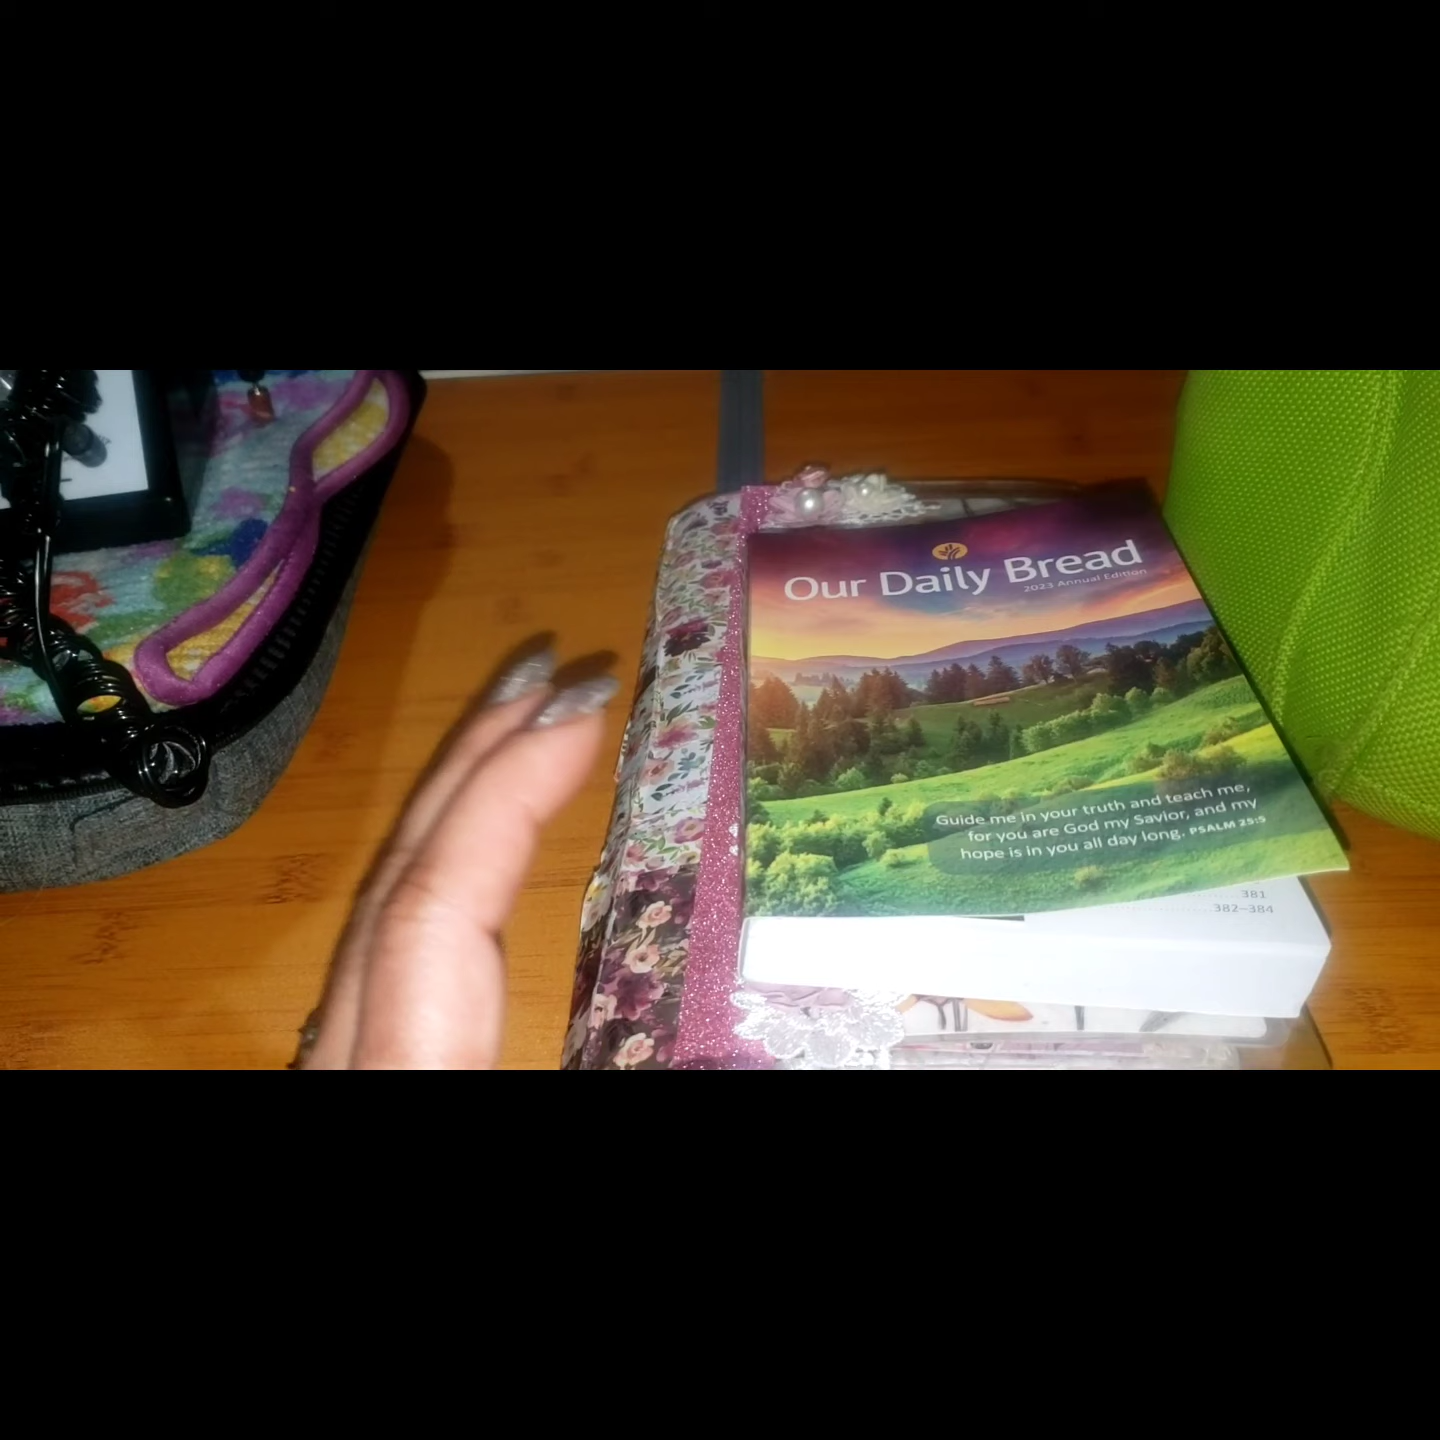 Our Daily Bread
2023 Annual Edition
Guide me in your truth and teach me,
for you are God my Savior, and my
hope is in you all day long. PSALM 25:5
381
382–384